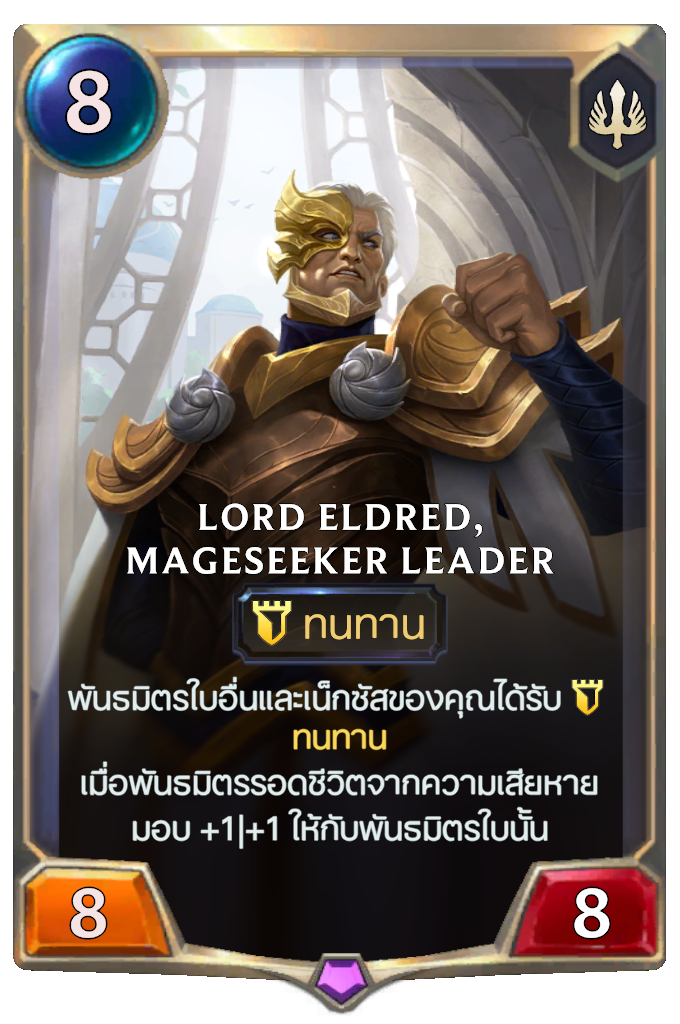 8
LORD ELDRED,
MAGESEEKER LEADER
ทนทาน
พันธมิตรใบอื่นและเน็กซัสของคุณได้รับ
ทนทาน
เมื่อพันธมิตรรอดชีวิตจากความเสียหาย
มอบ +1|+1 ให้กับพันธมิตรใบนั้น
8 8